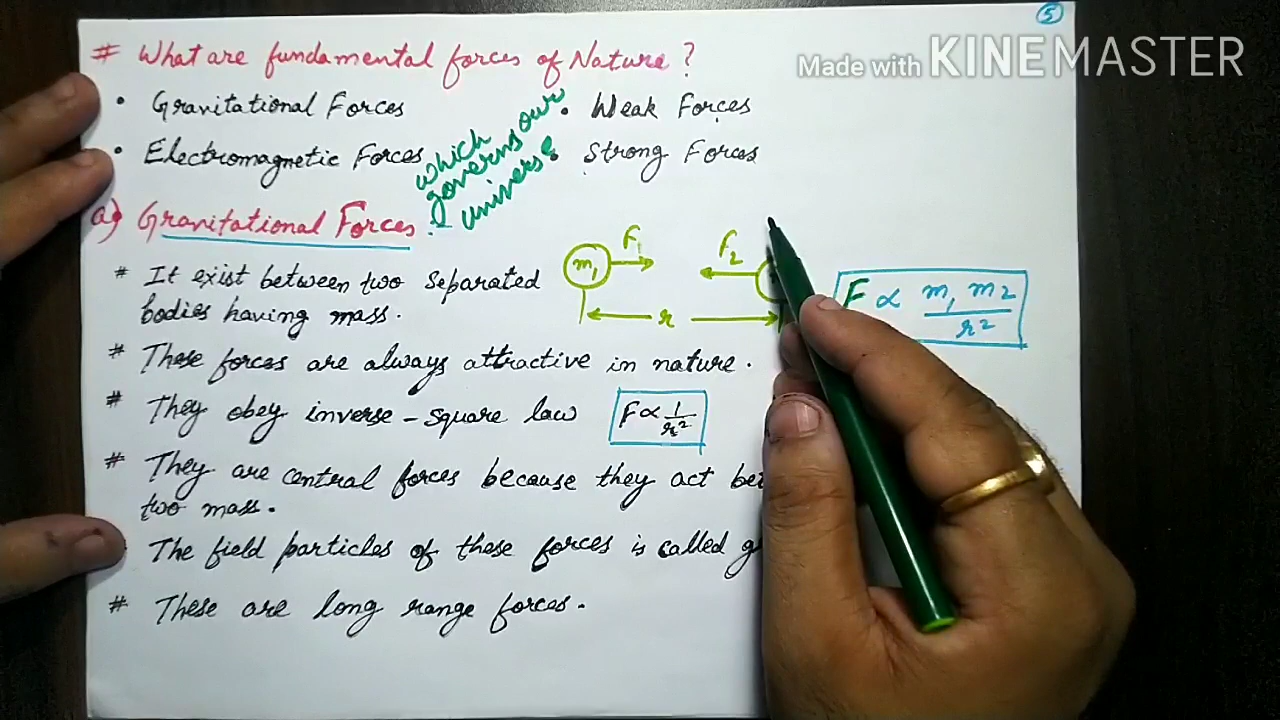 5
Made with KINEMASTER
# What are fundamental forces of Nature ?
• Gravitational Forces • Weak Forces
• Electromagnetic Forces • Strong Forces
which
governs our
universe
a) Gravitational Forces :-
# It exist between two separated
bodies having mass.
m₁ F₁ F₂
r
F ∝ m₁ m₂ / r²
# These forces are always attractive in nature.
# They obey inverse-square law F ∝ 1/r²
# They are central forces because they act
two mass.
The field particles of these forces is called
# These are long range forces.